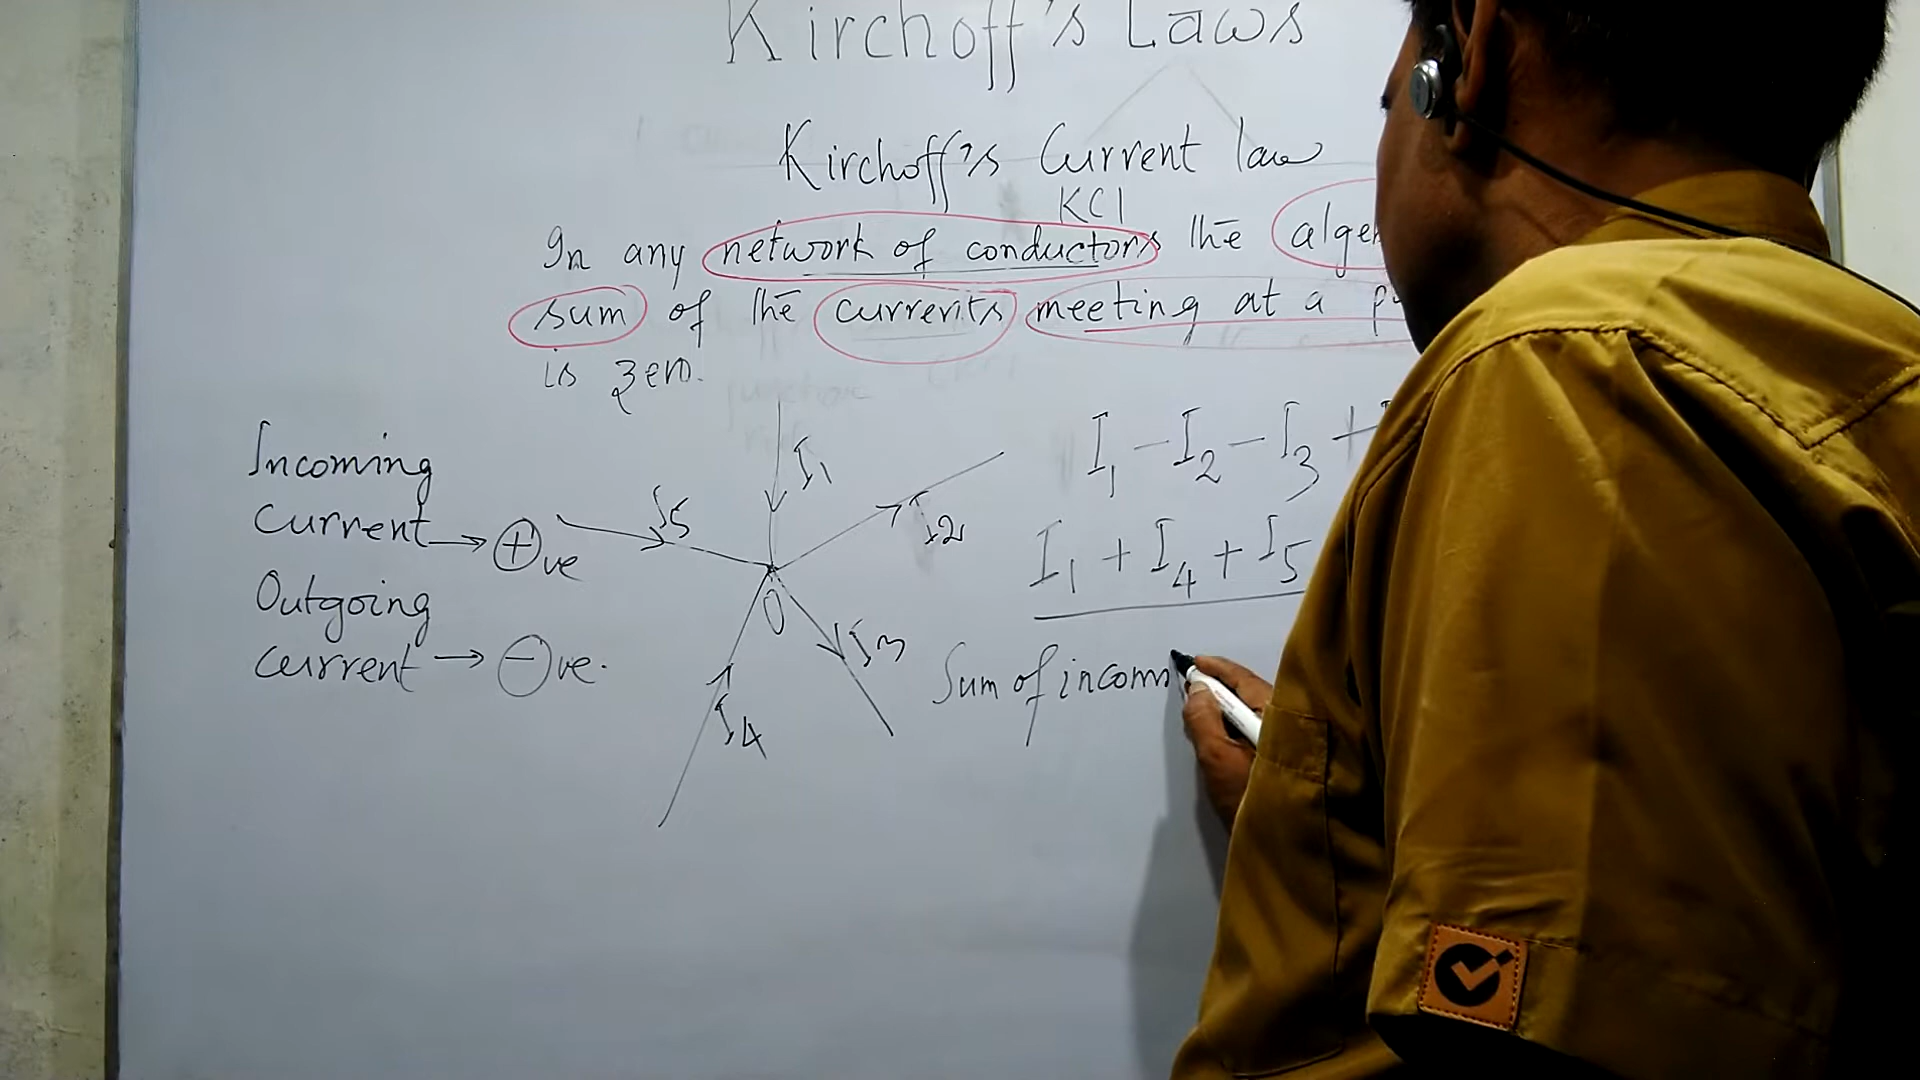 Kirchoff's Laws
Kirchoff's Current law
KCl
In any network of conductors the
sum of the currents meeting at a
is zero.
Incoming
Current → + ve
Outgoing
current → - ve.
I1
I2
I3
I4
I5
O
I1 - I2 - I3 +
I1 + I4 + I5
Sum of incom